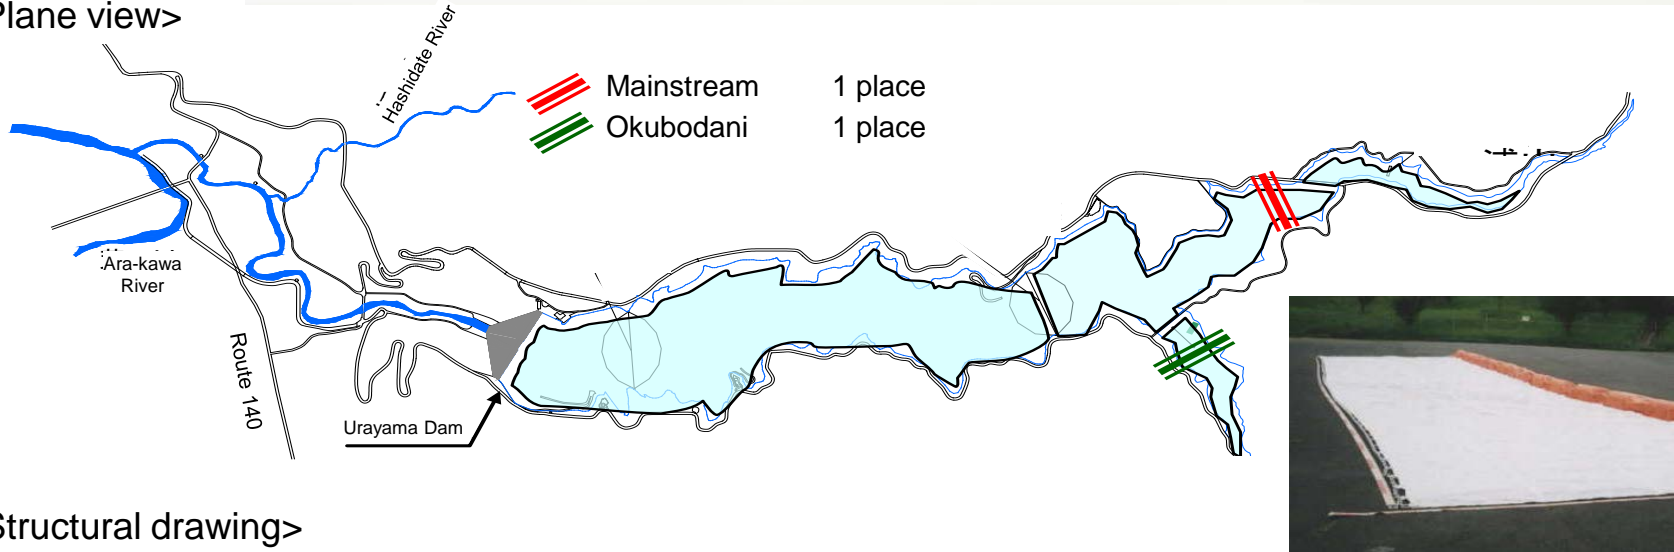 Plane view>
Hashidate River
Mainstream 1 place
Okubodani 1 place
Ara-kawa
River
Route 140
Urayama Dam
Structural drawing>